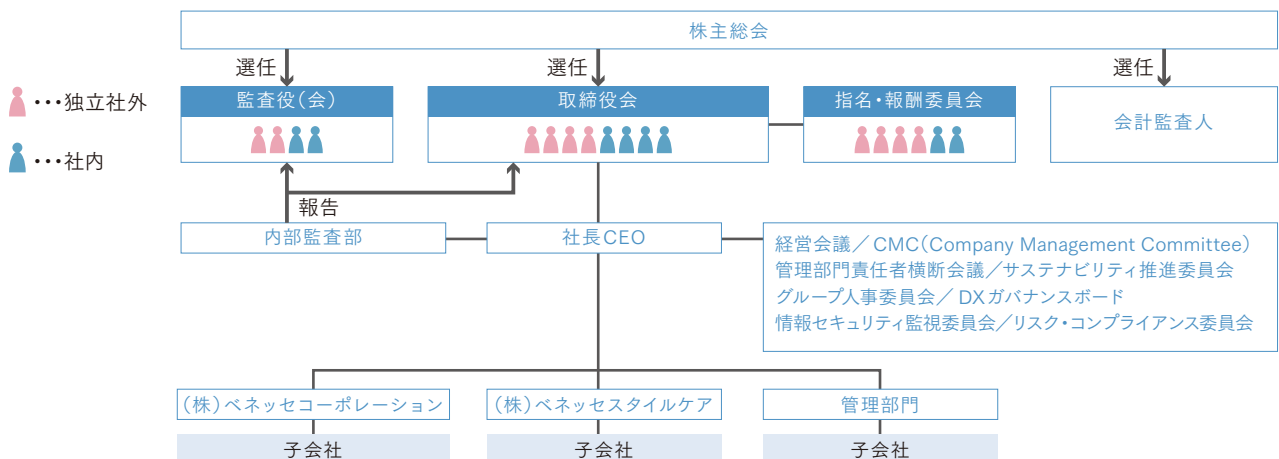 株主総会
選任
選任
選任
・・・独立社外
・・・社内
監査役(会)
取締役会
指名・報酬委員会
会計監査人
報告
内部監査部
社長CEO
経営会議／CMC(Company Management Committee)
管理部門責任者横断会議／サステナビリティ推進委員会
グループ人事委員会／DXガバナンスボード
情報セキュリティ監視委員会／リスク・コンプライアンス委員会
(株)ベネッセコーポレーション
(株)ベネッセスタイルケア
管理部門
子会社
子会社
子会社